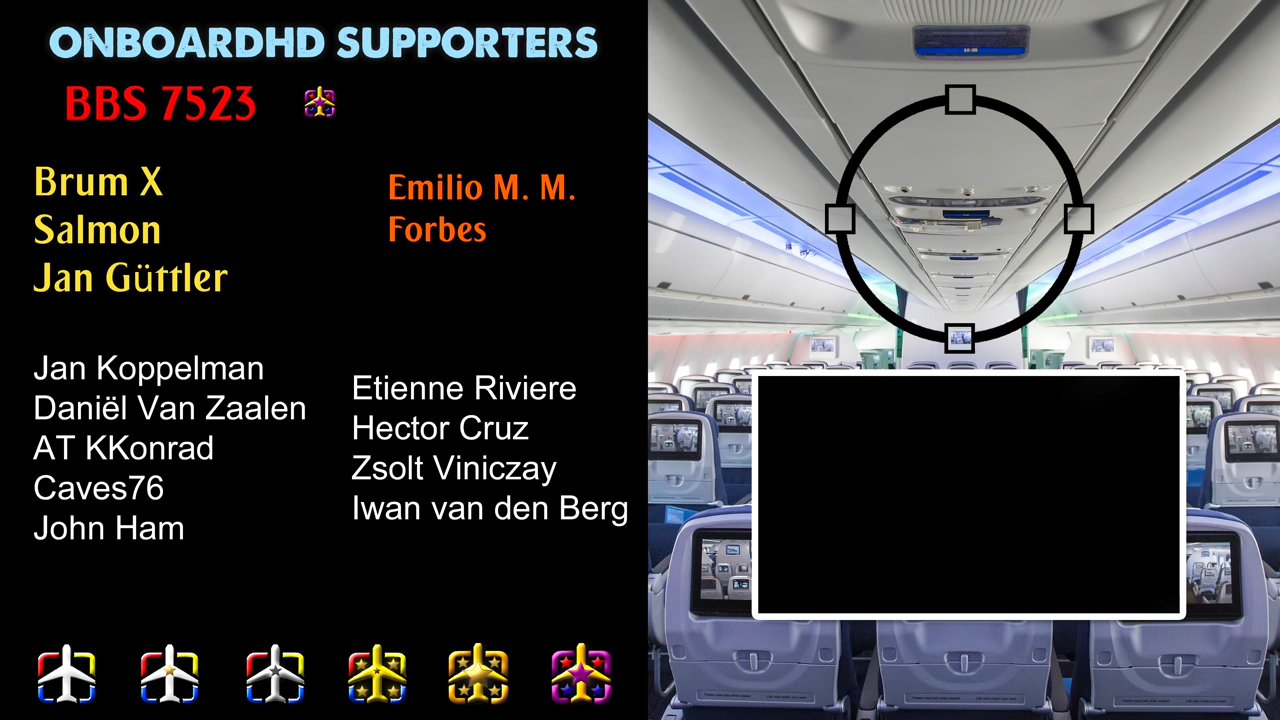 ONBOARDHD SUPPORTERS
BBS 7523
Brum X
Salmon
Jan Güttler
Emilio M. M.
Forbes
Jan Koppelman
Daniël Van Zaalen
AT KKonrad
Caves76
John Ham
Etienne Riviere
Hector Cruz
Zsolt Viniczay
Iwan van den Berg